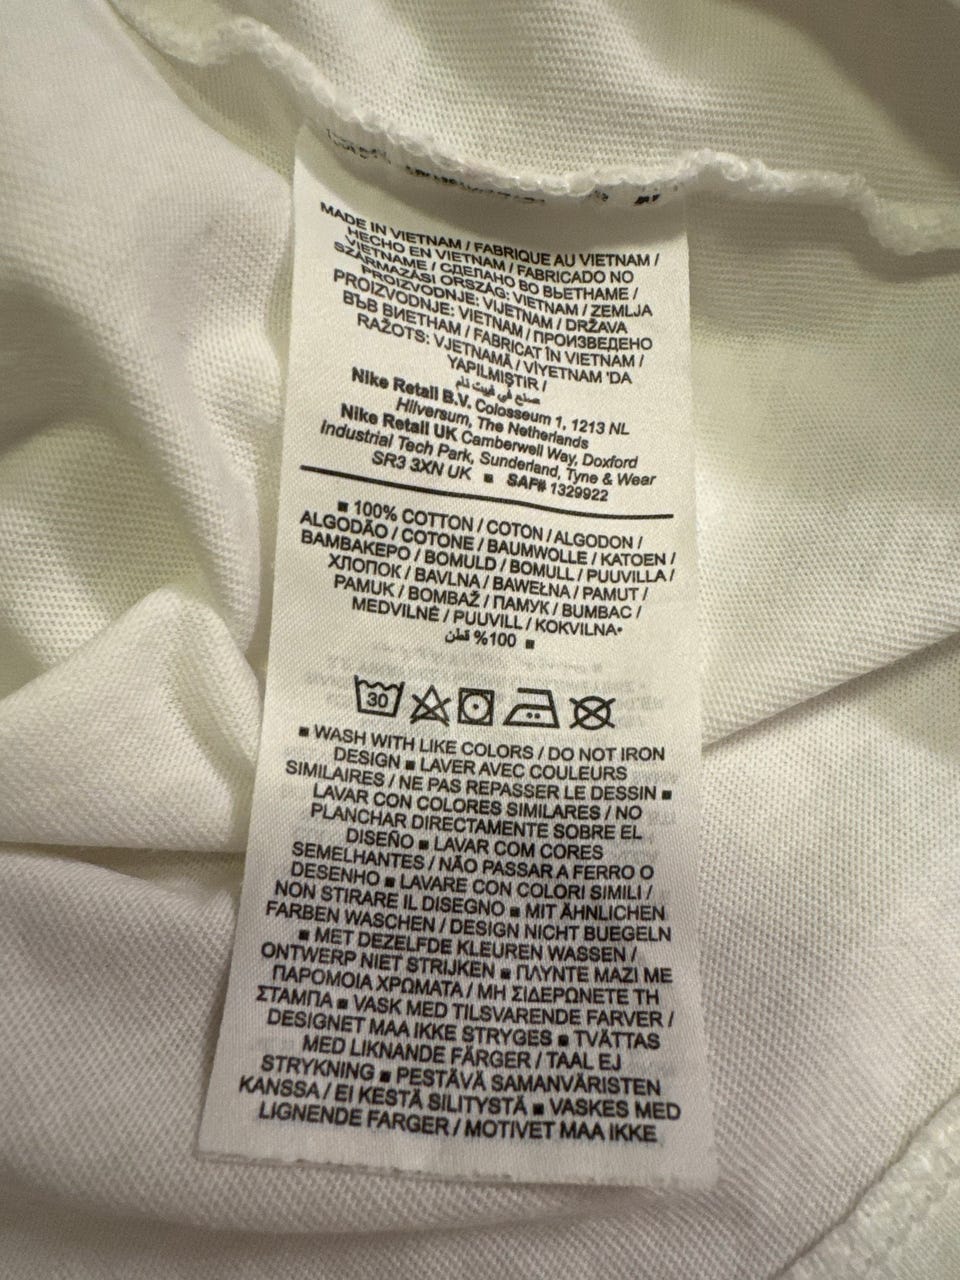 MADE IN VIETNAM / FABRIQUE AU VIETNAM /
HECHO EN VIETNAM / FABRICADO NO
VIETNAME / СДЕЛАНО ВО ВЬЕТНАМЕ /
SZÁRMAZÁSI ORSZÁG: VIETNAM / ZEMLJA
PROIZVODNJE: VIJETNAM / DRŽAVA
PROIZVODNJE: VIETNAM / ПРОИЗВЕДЕНО
ВЪВ ВИЕТНАМ / FABRICAT ÎN VIETNAM /
RAŽOTS: VJETNAMĀ / VİYETNAM 'DA
YAPILMIŞTIR /
صنع في فييت نام
Nike Retail B.V. Colosseum 1, 1213 NL
Hilversum, The Netherlands
Nike Retail UK Camberwell Way, Doxford
Industrial Tech Park, Sunderland, Tyne & Wear
SR3 3XN UK ■ SAF# 1329922
■ 100% COTTON / COTON / ALGODON /
ALGODÃO / COTONE / BAUMWOLLE / KATOEN /
ΒΑΜΒΑΚΕΡΟ / BOMULD / BOMULL / PUUVILLA /
ХЛОПОК / BAVLNA / BAWEŁNA / PAMUT /
PAMUK / BOMBAŽ / ПАМУК / BUMBAC /
MEDVILNĖ / PUUVILL / KOKVILNA•
100% قطن ■
30
■ WASH WITH LIKE COLORS / DO NOT IRON
DESIGN ■ LAVER AVEC COULEURS
SIMILAIRES / NE PAS REPASSER LE DESSIN ■
LAVAR CON COLORES SIMILARES / NO
PLANCHAR DIRECTAMENTE SOBRE EL
DISEÑO ■ LAVAR COM CORES
SEMELHANTES / NÃO PASSAR A FERRO O
DESENHO ■ LAVARE CON COLORI SIMILI /
NON STIRARE IL DISEGNO ■ MIT ÄHNLICHEN
FARBEN WASCHEN / DESIGN NICHT BUEGELN
■ MET DEZELFDE KLEUREN WASSEN /
ONTWERP NIET STRIJKEN ■ ΠΛΥΝΤΕ ΜΑΖΙ ΜΕ
ΠΑΡΟΜΟΙΑ ΧΡΩΜΑΤΑ / ΜΗ ΣΙΔΕΡΩΝΕΤΕ ΤΗ
ΣΤΑΜΠΑ ■ VASK MED TILSVARENDE FARVER /
DESIGNET MAA IKKE STRYGES ■ TVÄTTAS
MED LIKNANDE FÄRGER / TAAL EJ
STRYKNING ■ PESTÄVÄ SAMANVÄRISTEN
KANSSA / EI KESTÄ SILITYSTÄ ■ VASKES MED
LIGNENDE FARGER / MOTIVET MAA IKKE